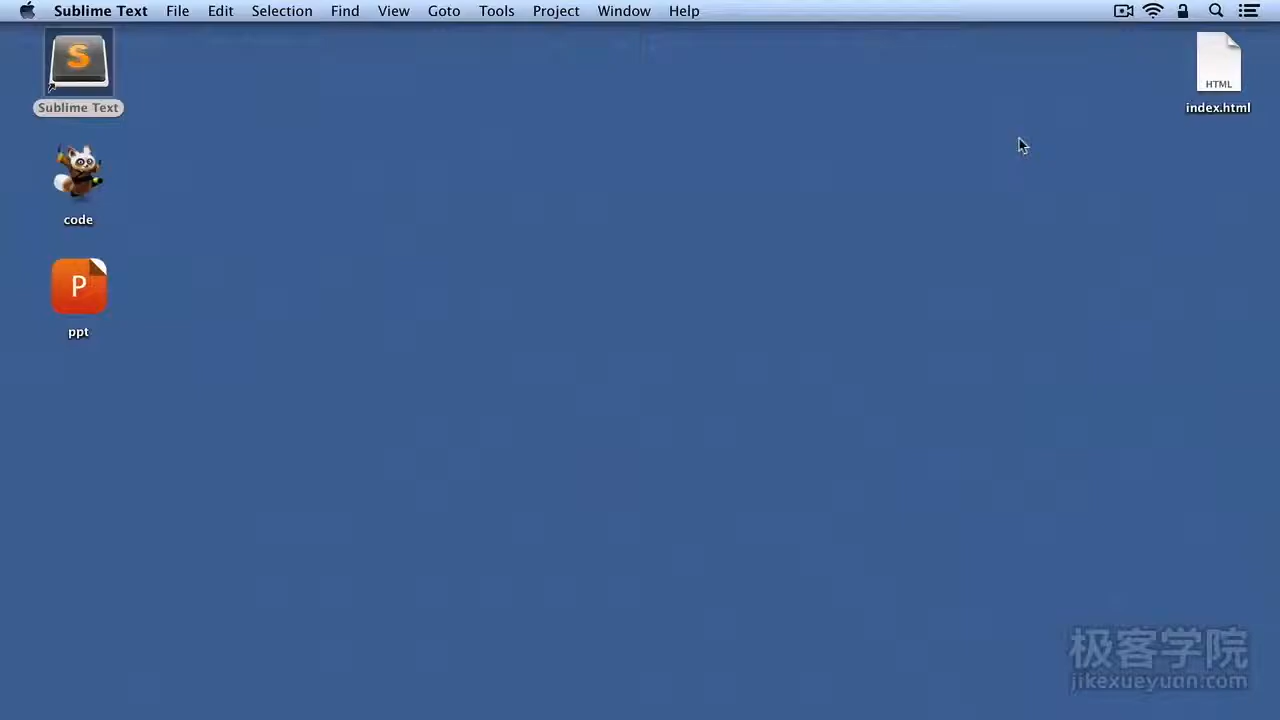 Sublime Text File Edit Selection Find View Goto Tools Project Window Help
S
Sublime Text
HTML
index.html
code
P
ppt
极客学院
jikexueyuan.com